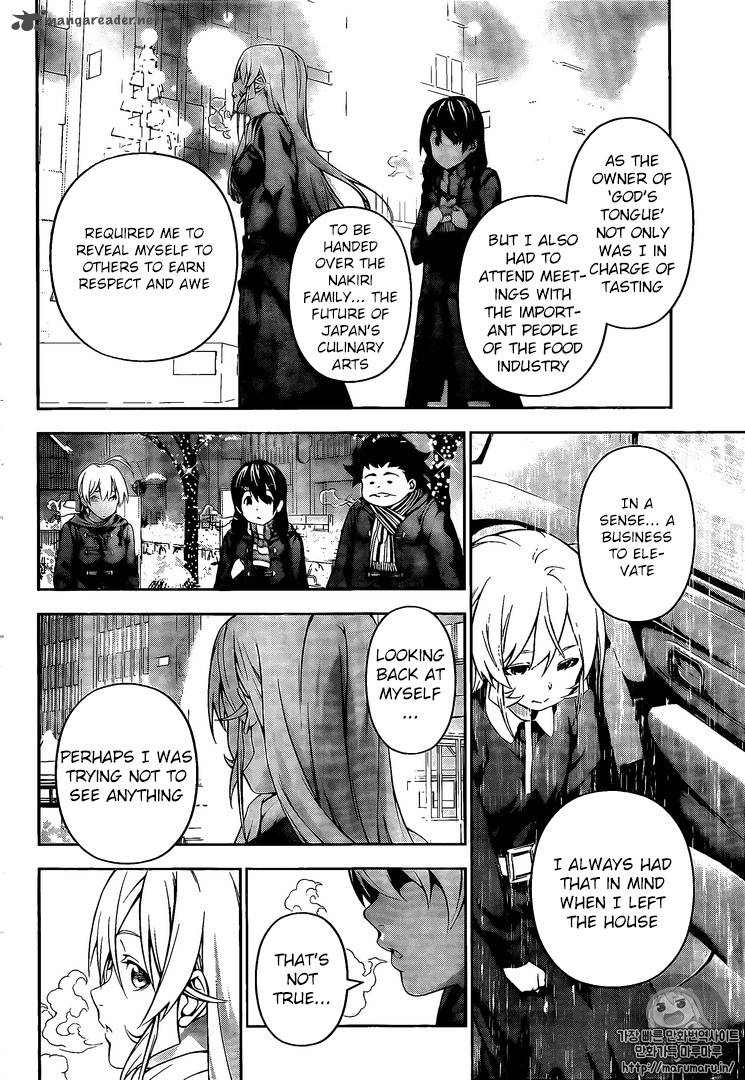 mangareader.net
AS THE
OWNER OF
'GOD'S
TONGUE'
NOT ONLY
WAS I IN
CHARGE OF
TASTING
BUT I ALSO
HAD TO
ATTEND MEET-
INGS WITH
THE IMPORT-
ANT PEOPLE
OF THE FOOD
INDUSTRY
TO BE
HANDED
OVER THE
NAKIRI
FAMILY... THE
FUTURE OF
JAPAN'S
CULINARY
ARTS
REQUIRED ME TO
REVEAL MYSELF TO
OTHERS TO EARN
RESPECT AND AWE
IN A
SENSE... A
BUSINESS
TO ELE-
VATE
I ALWAYS HAD
THAT IN MIND
WHEN I LEFT
THE HOUSE
LOOKING
BACK AT
MYSELF
...
PERHAPS I WAS
TRYING NOT TO
SEE ANYTHING
THAT'S
NOT
TRUE...
가장 빠른 만화번역사이트
만화가득 마루마루
http://marumaru.in/